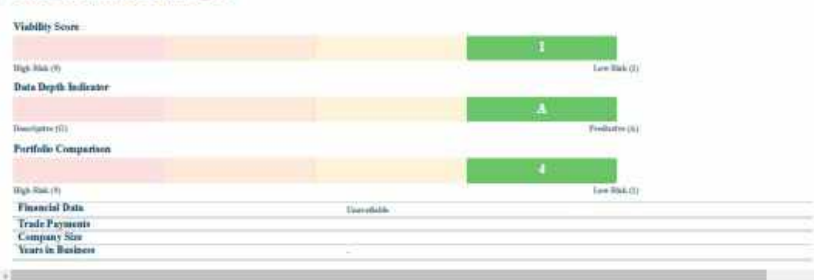 Viability Score
1
High Risk (9) Low Risk (1)
Data Depth Indicator
A
Descriptive (G) Predictive (A)
Portfolio Comparison
4
High Risk (9) Low Risk (1)
Financial Data Unavailable
Trade Payments
Company Size
Years in Business -